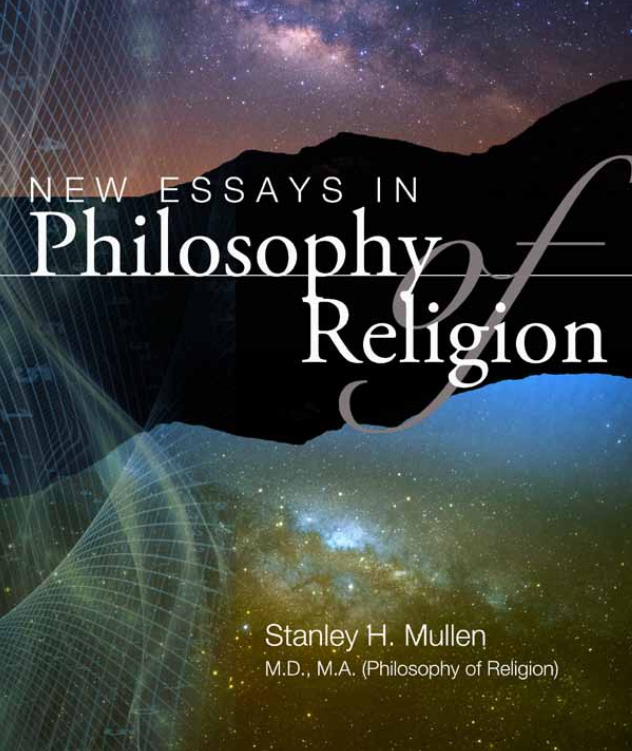 NEW ESSAYS IN
Philosophy
of
Religion
Stanley H. Mullen
M.D., M.A. (Philosophy of Religion)